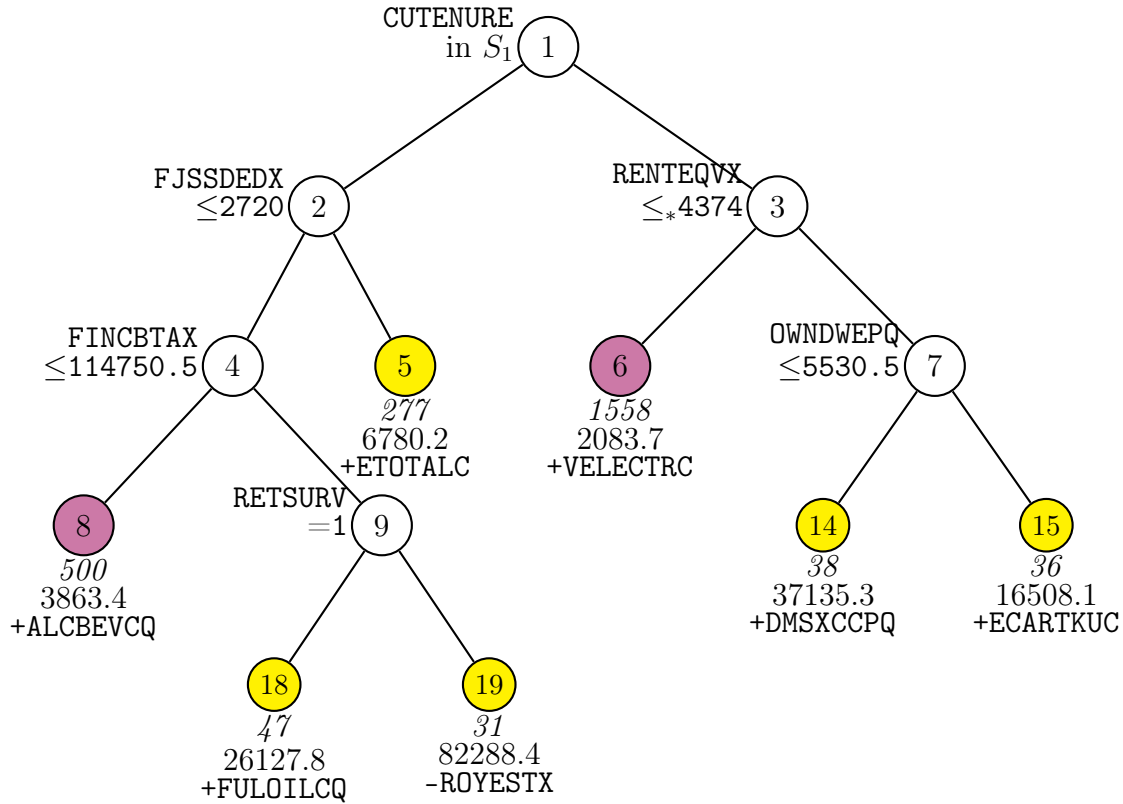 CUTENURE
in S₁
1
FJSSDEDX
≤2720
2
RENTEQVX
≤*4374
3
FINCBTAX
≤114750.5
4
5
277
6780.2
+ETOTALC
6
1558
2083.7
+VELECTRC
OWNDWEPQ
≤5530.5
7
8
500
3863.4
+ALCBEVCQ
RETSURV
=1
9
14
38
37135.3
+DMSXCCPQ
15
36
16508.1
+ECARTKUC
18
47
26127.8
+FULOILCQ
19
31
82288.4
-ROYESTX